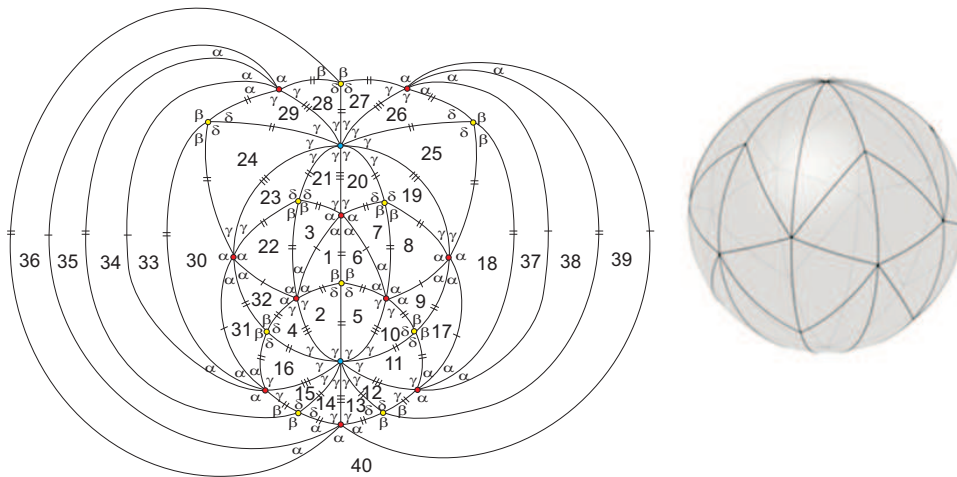 α
α β β
α α γ γ 28 δ δ 27 γ γ α α
β δ 29 γ γ γ γ 26 δ β
β γ γ δ β
24 γ γ γ γ 25
21 20
23 δ δ δ δ 19
γ γ β β β β γ γ
22 3 α α 7 8
36 35 34 33 30 α α α α 1 6 α α α α 18 37 38 39
β β
32 α α δ δ α α 9
α γ γ α
31 β 2 5 β 17
β 4 δ 10 δ β
δ γ γ δ
γ γ 11
16 γ γ
α α γ γ γ γ α α
α γ 15 γ γ 12 γ α
γ δ 14 13 δ γ
β δ γ γ δ β
β α α β
α α
α
40